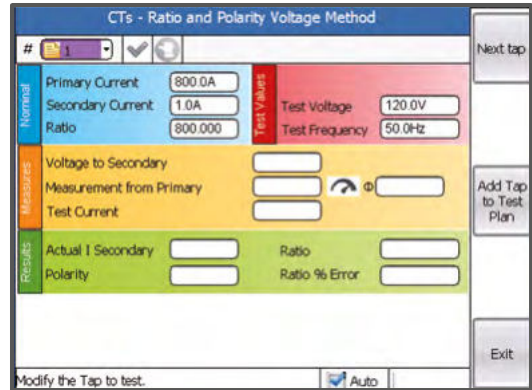 CTs - Ratio and Polarity Voltage Method
# 1
Next tap
Nominal
Primary Current 800.0A
Secondary Current 1.0A
Ratio 800.000
Test Values
Test Voltage 120.0V
Test Frequency 50.0Hz
Measures
Voltage to Secondary
Measurement from Primary Φ
Test Current
Add Tap
to Test
Plan
Results
Actual I Secondary Ratio
Polarity Ratio % Error
Exit
Modify the Tap to test. Auto